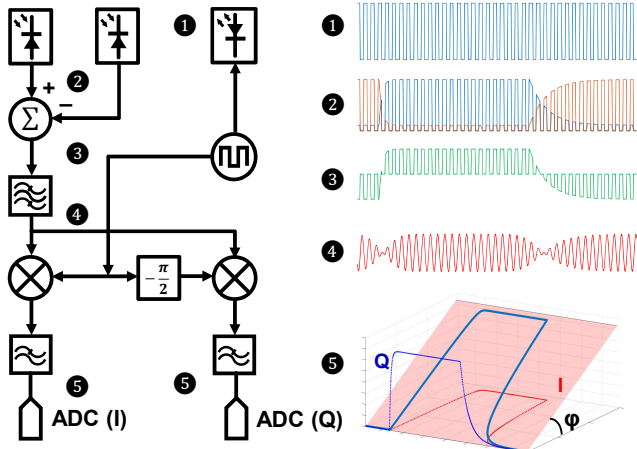 ❶
❷
+
−
Σ
❸
❹
−π/2
❺
❺
ADC (I)
ADC (Q)
❶
❷
❸
❹
❺
Q
I
φ